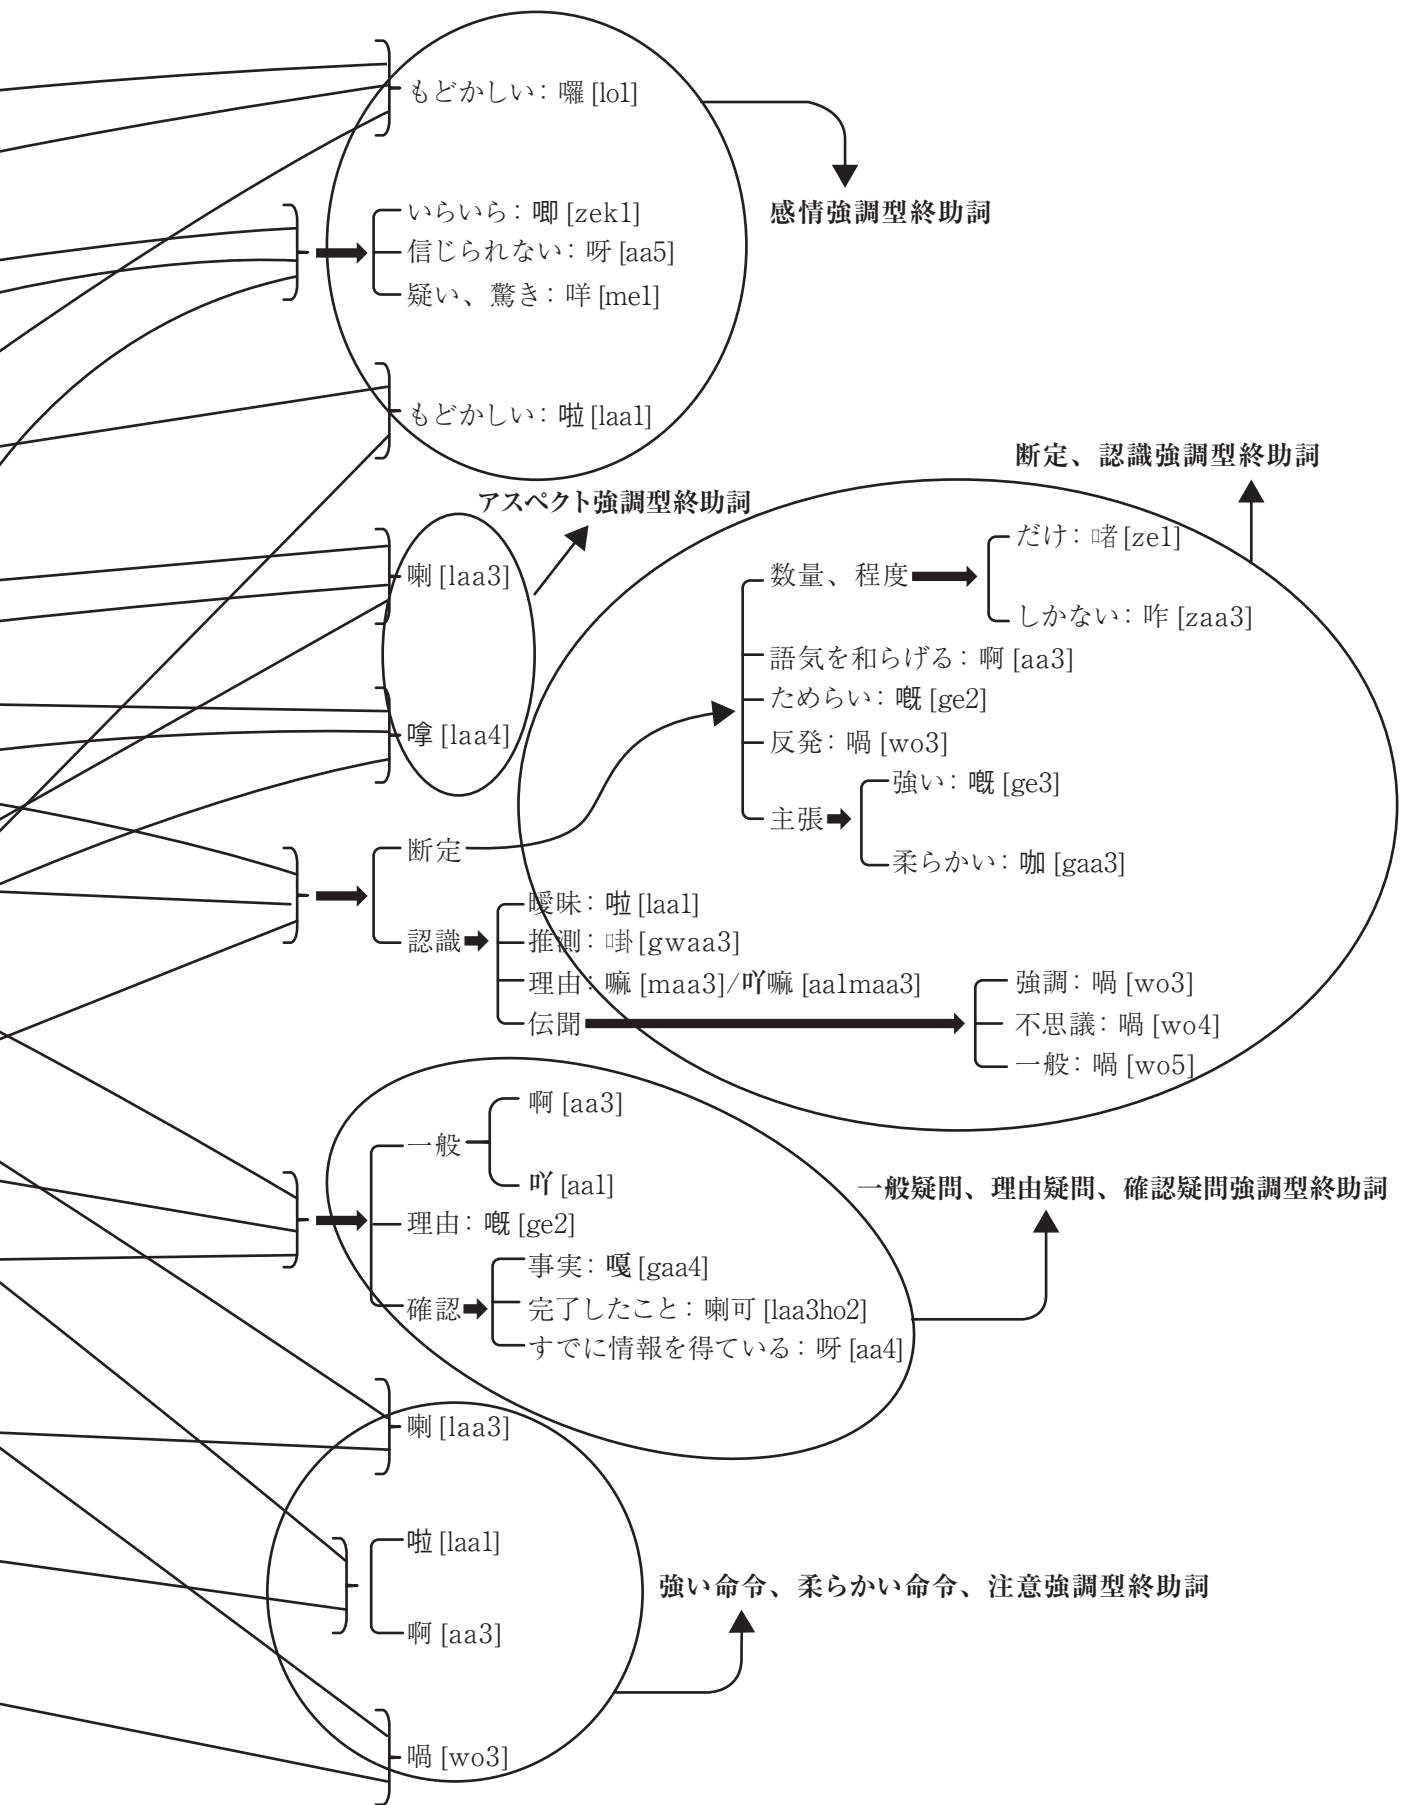 もどかしい：囉 [lo1]
感情強調型終助詞
いらいら：唧 [zek1]
信じられない：呀 [aa5]
疑い、驚き：咩 [me1]
もどかしい：啦 [laa1]
断定、認識強調型終助詞
アスペクト強調型終助詞
喇 [laa3]
嗱 [laa4]
数量、程度
だけ：啫 [ze1]
しかない：咋 [zaa3]
語気を和らげる：啊 [aa3]
ためらい：嘅 [ge2]
反発：喎 [wo3]
主張
強い：嘅 [ge3]
柔らかい：咖 [gaa3]
断定
認識
曖昧：啦 [laa1]
推測：啩 [gwaa3]
理由：嘛 [maa3]/吖嘛 [aa1maa3]
伝聞
強調：喎 [wo3]
不思議：喎 [wo4]
一般：喎 [wo5]
一般
啊 [aa3]
吖 [aa1]
理由：嘅 [ge2]
確認
事実：嘎 [gaa4]
完了したこと：喇可 [laa3ho2]
すでに情報を得ている：呀 [aa4]
一般疑問、理由疑問、確認疑問強調型終助詞
喇 [laa3]
啦 [laa1]
啊 [aa3]
喎 [wo3]
強い命令、柔らかい命令、注意強調型終助詞